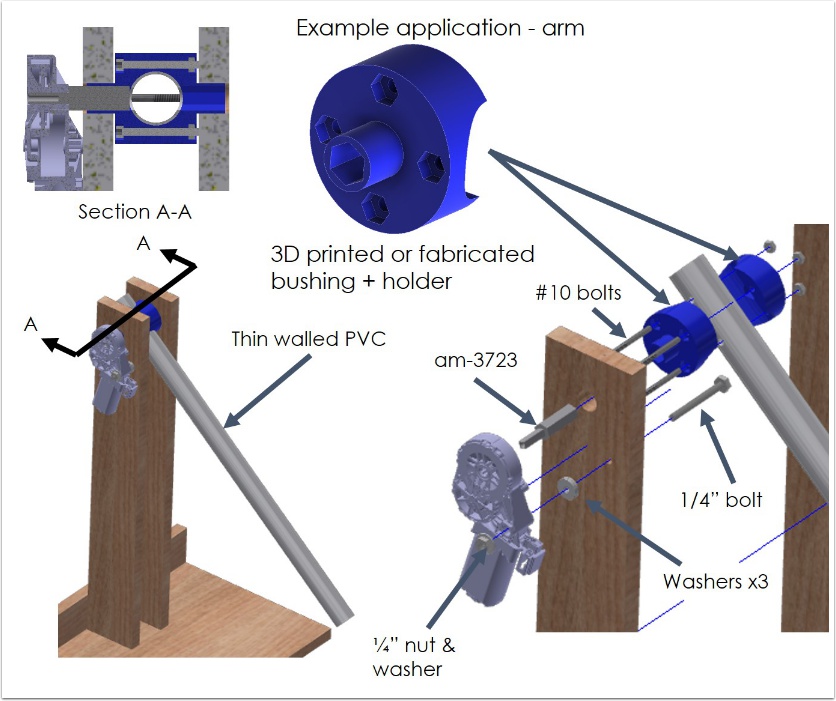 Example application - arm
Section A-A
A
A
3D printed or fabricated
bushing + holder
#10 bolts
Thin walled PVC
am-3723
1/4” bolt
Washers x3
¼” nut &
washer